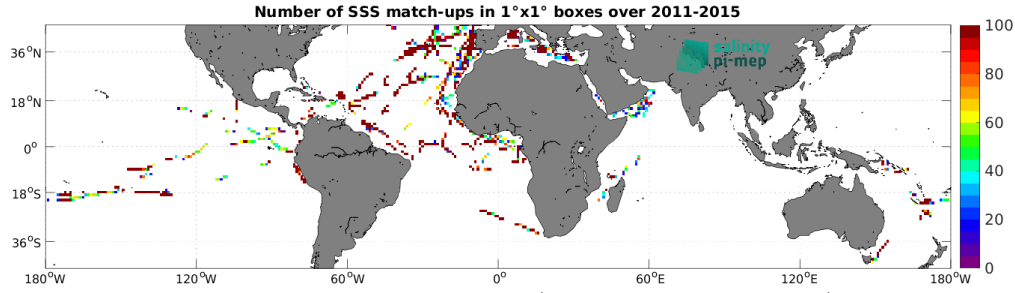 Number of SSS match-ups in 1°x1° boxes over 2011-2015
100
36°N
salinity
pi-mep
80
18°N
60
0°
40
18°S
20
36°S
0
180°W 120°W 60°W 0° 60°E 120°E 180°W